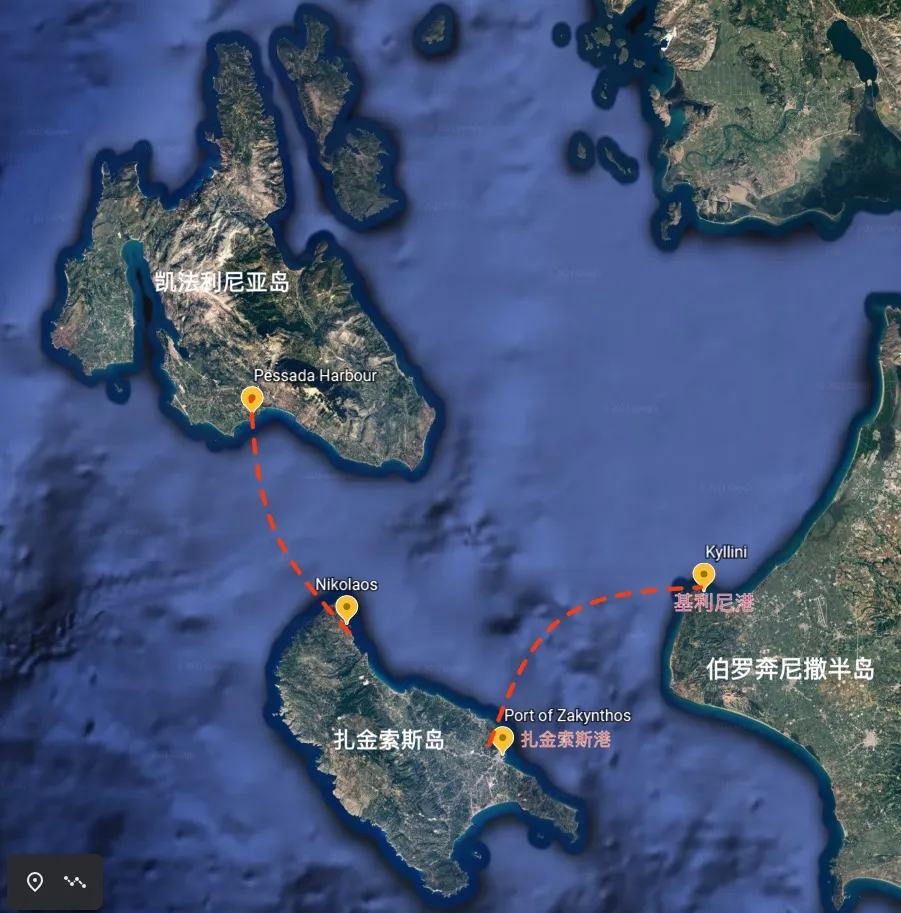 凯法利尼亚岛
Pessada Harbour
Kyllini
基利尼港
Nikolaos
伯罗奔尼撒半岛
Port of Zakynthos
扎金索斯港
扎金索斯岛